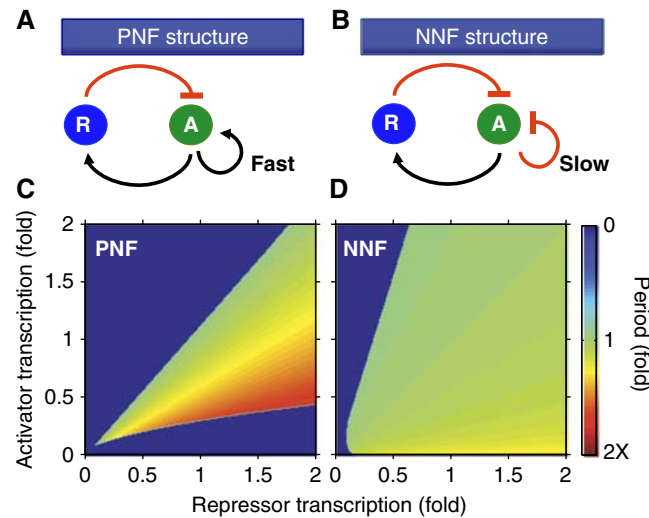 A
PNF structure
B
NNF structure
R
A
Fast
R
A
Slow
C
D
PNF
NNF
Activator transcription (fold)
2
1.5
1
0.5
0
0
0.5
1
1.5
2
0
0.5
1
1.5
2
Repressor transcription (fold)
0
1
2X
Period (fold)